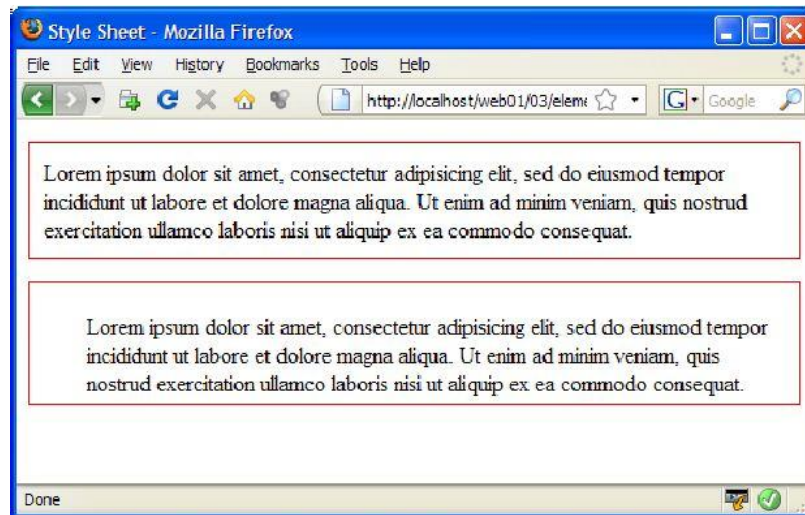 Style Sheet - Mozilla Firefox
File Edit View History Bookmarks Tools Help
http://localhost/web01/03/eleme G Google
Lorem ipsum dolor sit amet, consectetur adipisicing elit, sed do eiusmod tempor
incididunt ut labore et dolore magna aliqua. Ut enim ad minim veniam, quis nostrud
exercitation ullamco laboris nisi ut aliquip ex ea commodo consequat.
Lorem ipsum dolor sit amet, consectetur adipisicing elit, sed do eiusmod tempor
incididunt ut labore et dolore magna aliqua. Ut enim ad minim veniam, quis
nostrud exercitation ullamco laboris nisi ut aliquip ex ea commodo consequat.
Done